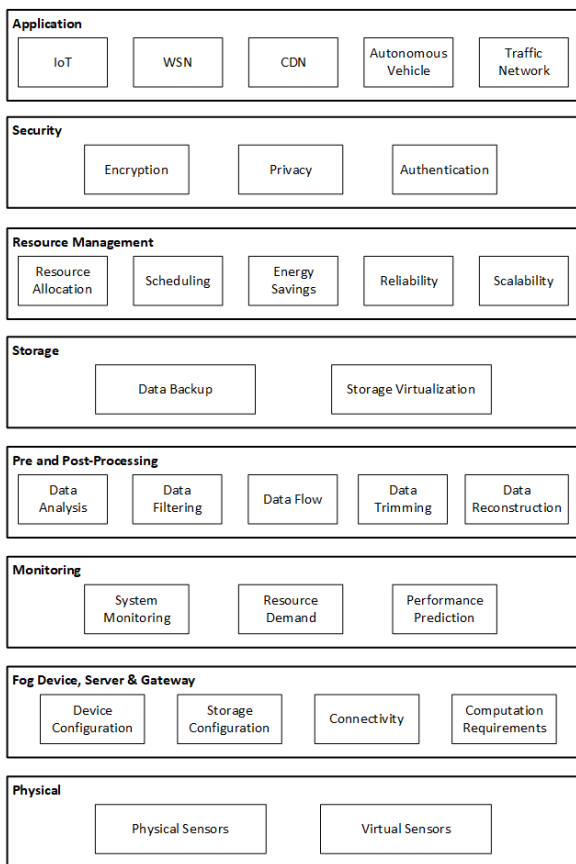 Application
IoT
WSN
CDN
Autonomous
Vehicle
Traffic
Network
Security
Encryption
Privacy
Authentication
Resource Management
Resource
Allocation
Scheduling
Energy
Savings
Reliability
Scalability
Storage
Data Backup
Storage Virtualization
Pre and Post-Processing
Data
Analysis
Data
Filtering
Data Flow
Data
Trimming
Data
Reconstruction
Monitoring
System
Monitoring
Resource
Demand
Performance
Prediction
Fog Device, Server & Gateway
Device
Configuration
Storage
Configuration
Connectivity
Computation
Requirements
Physical
Physical Sensors
Virtual Sensors